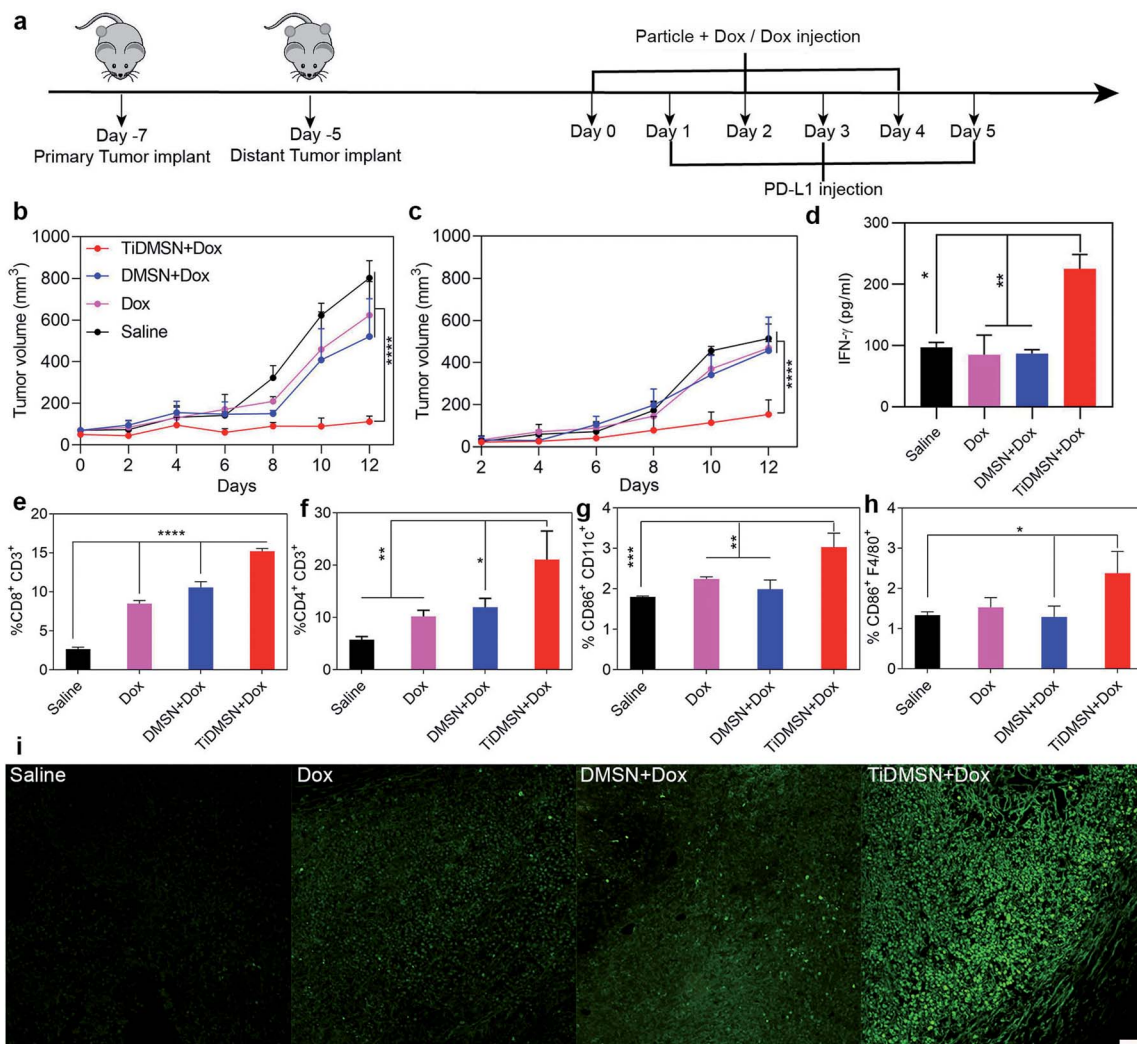 a
Particle + Dox / Dox injection
Day -7
Primary Tumor implant
Day -5
Distant Tumor implant
Day 0
Day 1
Day 2
Day 3
Day 4
Day 5
PD-L1 injection
b
Tumor volume (mm³)
1000
800
600
400
200
0
TiDMSN+Dox
DMSN+Dox
Dox
Saline
****
0 2 4 6 8 10 12
Days
c
Tumor volume (mm³)
1000
800
600
400
200
0
****
2 4 6 8 10 12
Days
d
IFN-γ (pg/ml)
300
200
100
0
*
**
Saline
Dox
DMSN+Dox
TiDMSN+Dox
e
%CD8⁺ CD3⁺
20
15
10
5
0
****
Saline
Dox
DMSN+Dox
TiDMSN+Dox
f
%CD4⁺ CD3⁺
30
20
10
0
**
*
Saline
Dox
DMSN+Dox
TiDMSN+Dox
g
% CD86⁺ CD11c⁺
4
3
2
1
0
***
**
Saline
Dox
DMSN+Dox
TiDMSN+Dox
h
% CD86⁺ F4/80⁺
4
3
2
1
0
*
Saline
Dox
DMSN+Dox
TiDMSN+Dox
i
Saline
Dox
DMSN+Dox
TiDMSN+Dox